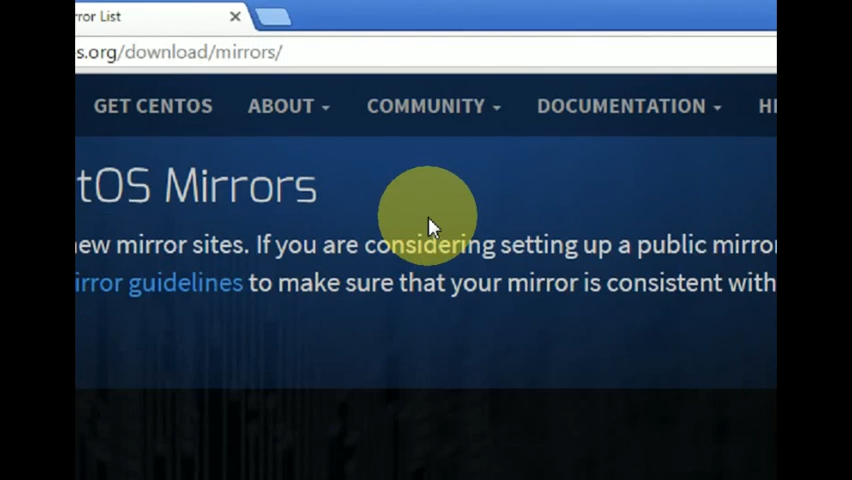 rror List
s.org/download/mirrors/
GET CENTOS ABOUT COMMUNITY DOCUMENTATION
tOS Mirrors
new mirror sites. If you are considering setting up a public mirror
irror guidelines to make sure that your mirror is consistent with